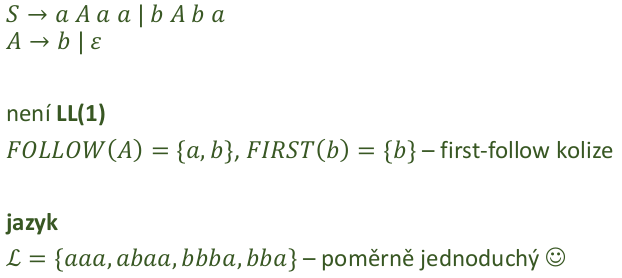 S → a A a a | b A b a
A → b | ε
není LL(1)
FOLLOW(A) = {a, b}, FIRST(b) = {b} – first-follow kolize
jazyk
ℒ = {aaa, abaa, bbba, bba} – poměrně jednoduchý ☺